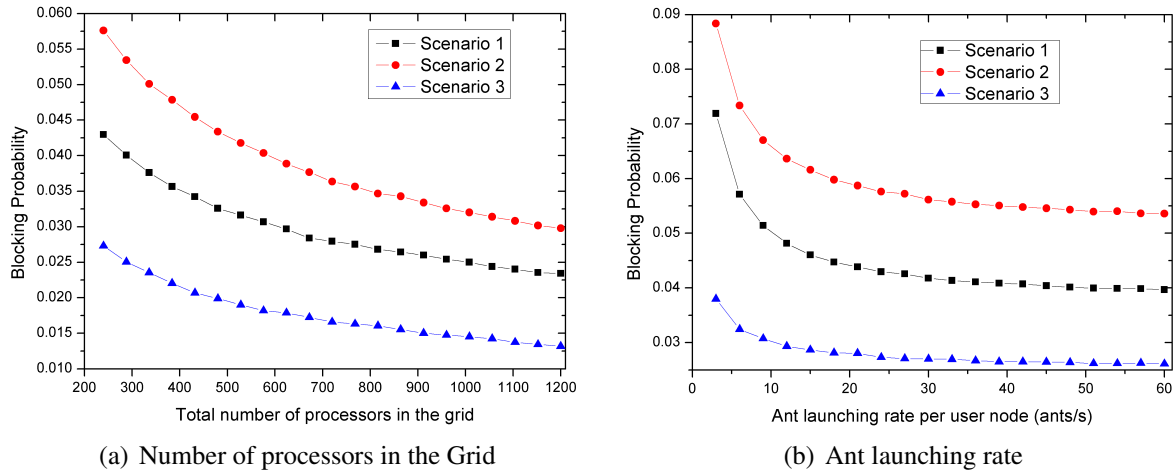 0.060
0.055
0.050
0.045
0.040
0.035
0.030
0.025
0.020
0.015
0.010
Blocking Probability
Scenario 1
Scenario 2
Scenario 3
200 300 400 500 600 700 800 900 1000 1100 1200
Total number of processors in the grid
(a) Number of processors in the Grid
0.09
0.08
0.07
0.06
0.05
0.04
0.03
Blocking Probability
Scenario 1
Scenario 2
Scenario 3
0 10 20 30 40 50 60
Ant launching rate per user node (ants/s)
(b) Ant launching rate